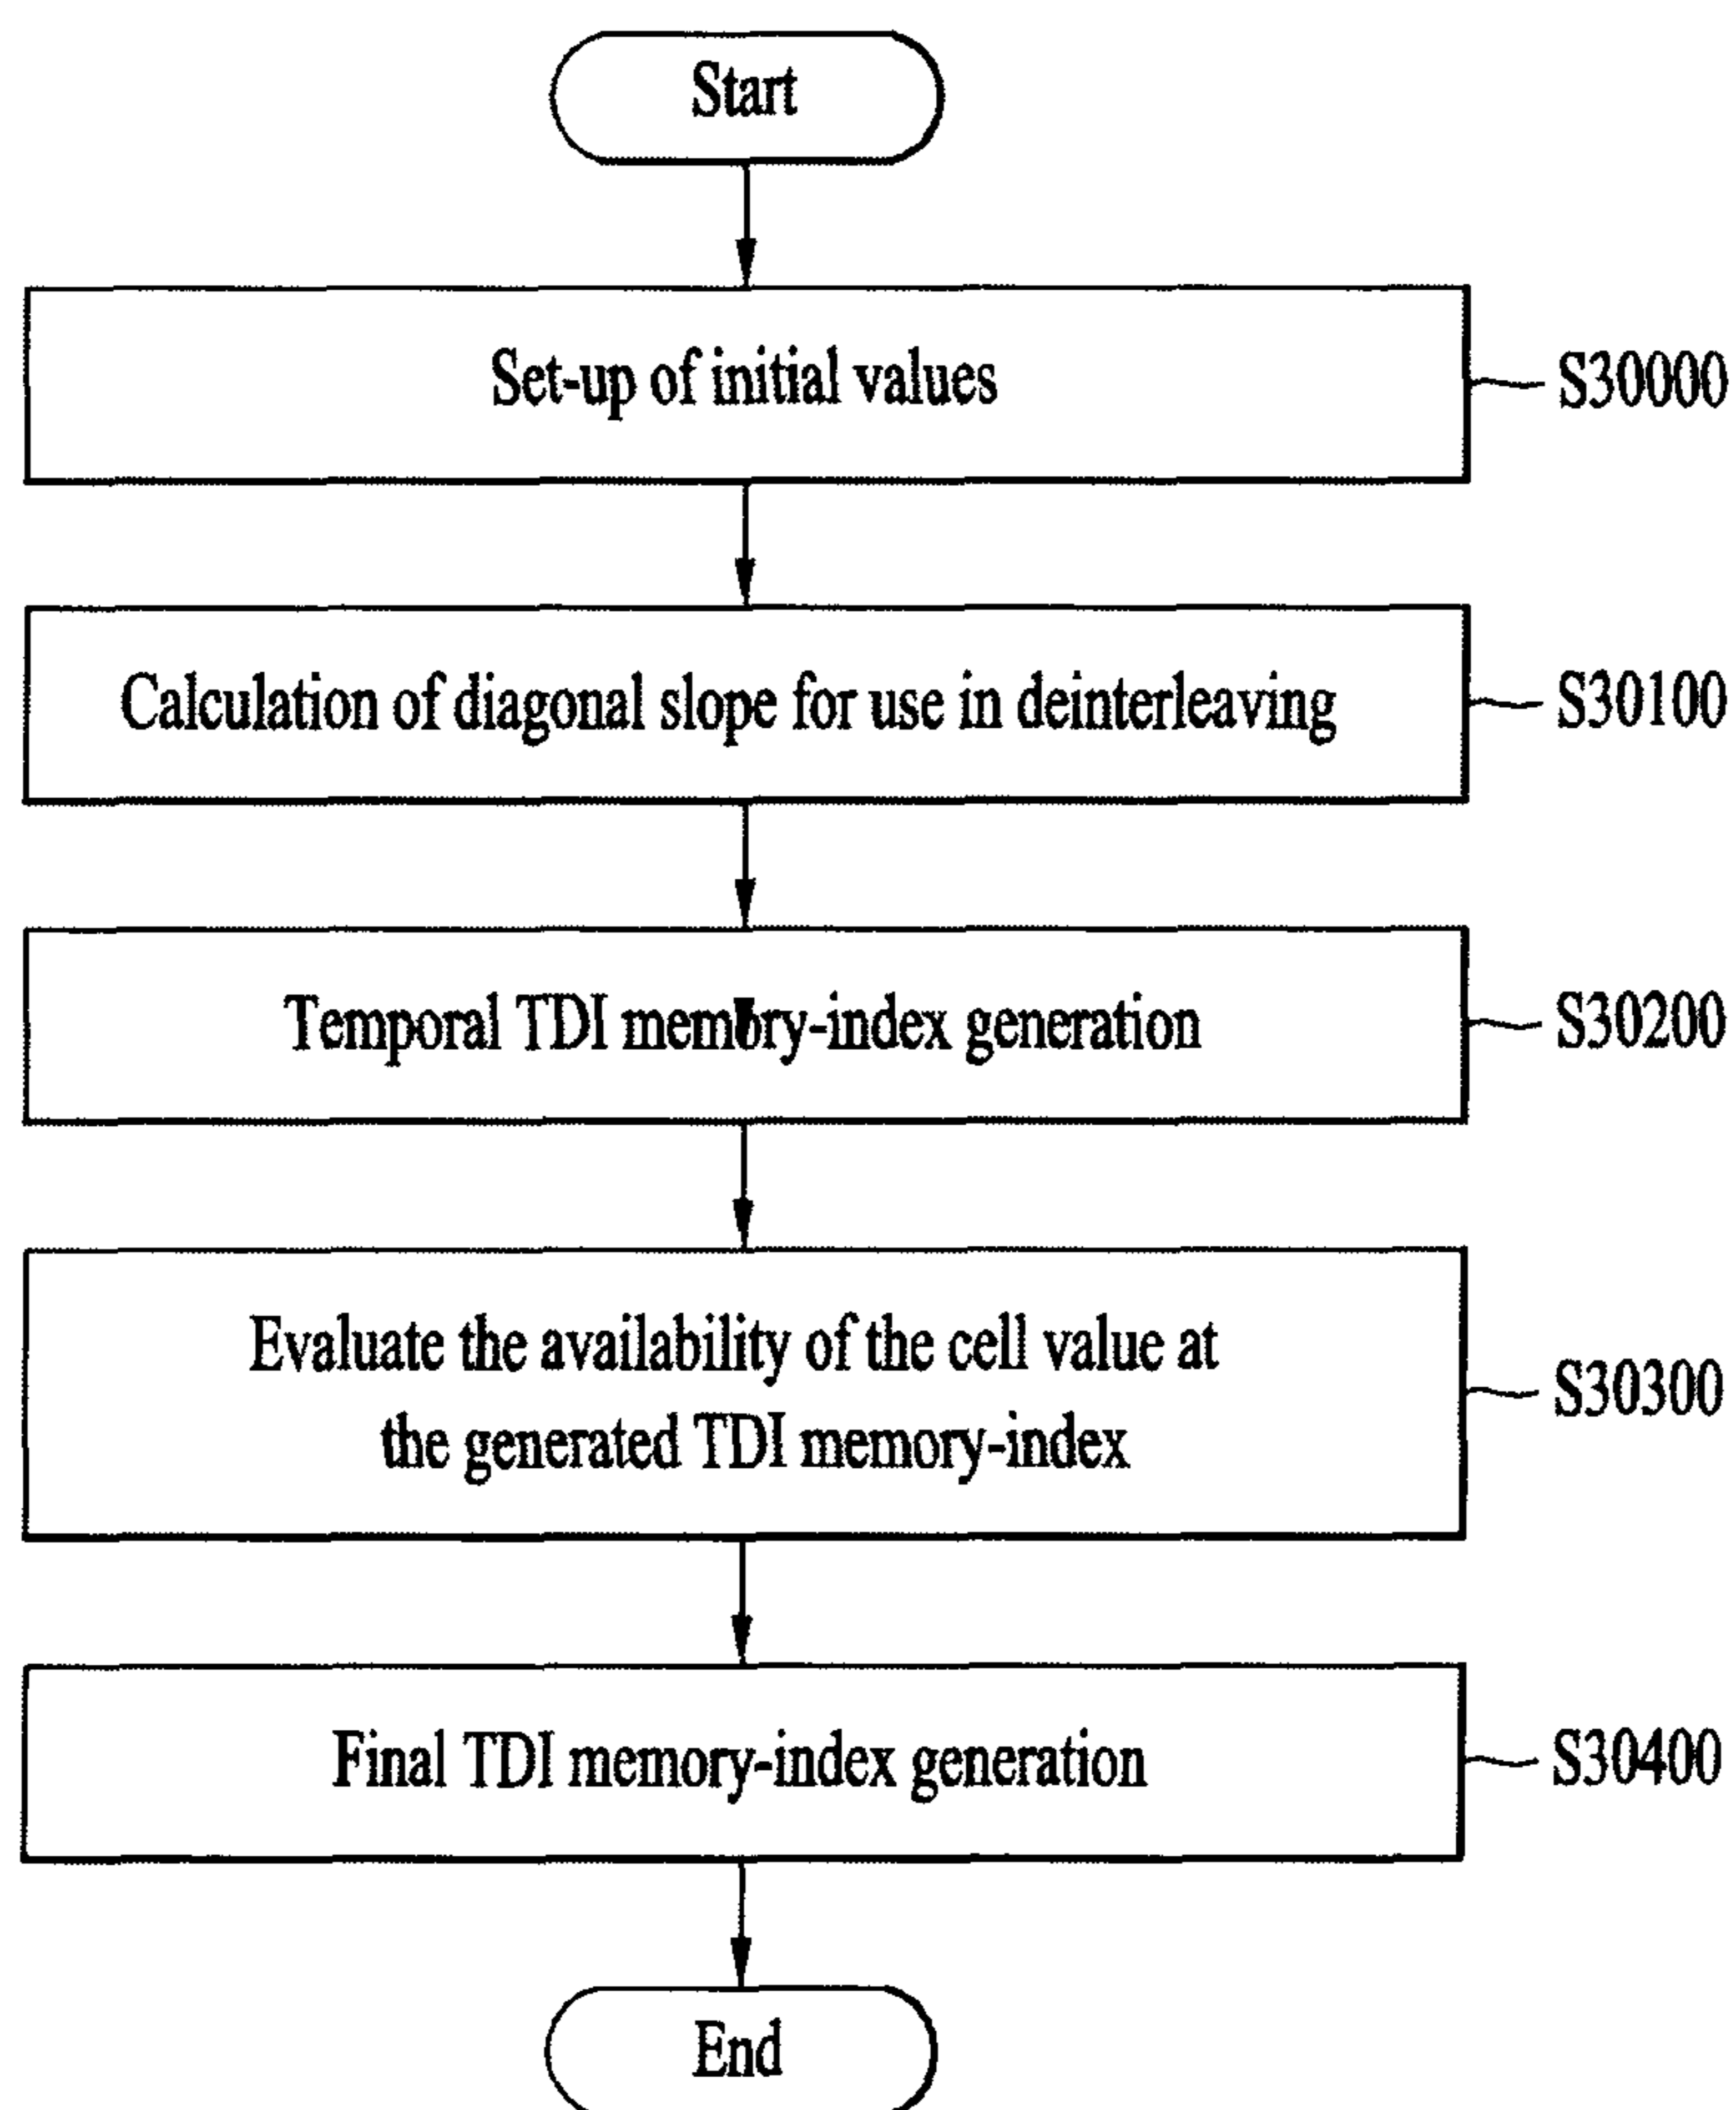 Start
Set-up of initial values
S30000
Calculation of diagonal slope for use in deinterleaving
S30100
Temporal TDI memory-index generation
S30200
Evaluate the availability of the cell value at
the generated TDI memory-index
S30300
Final TDI memory-index generation
S30400
End